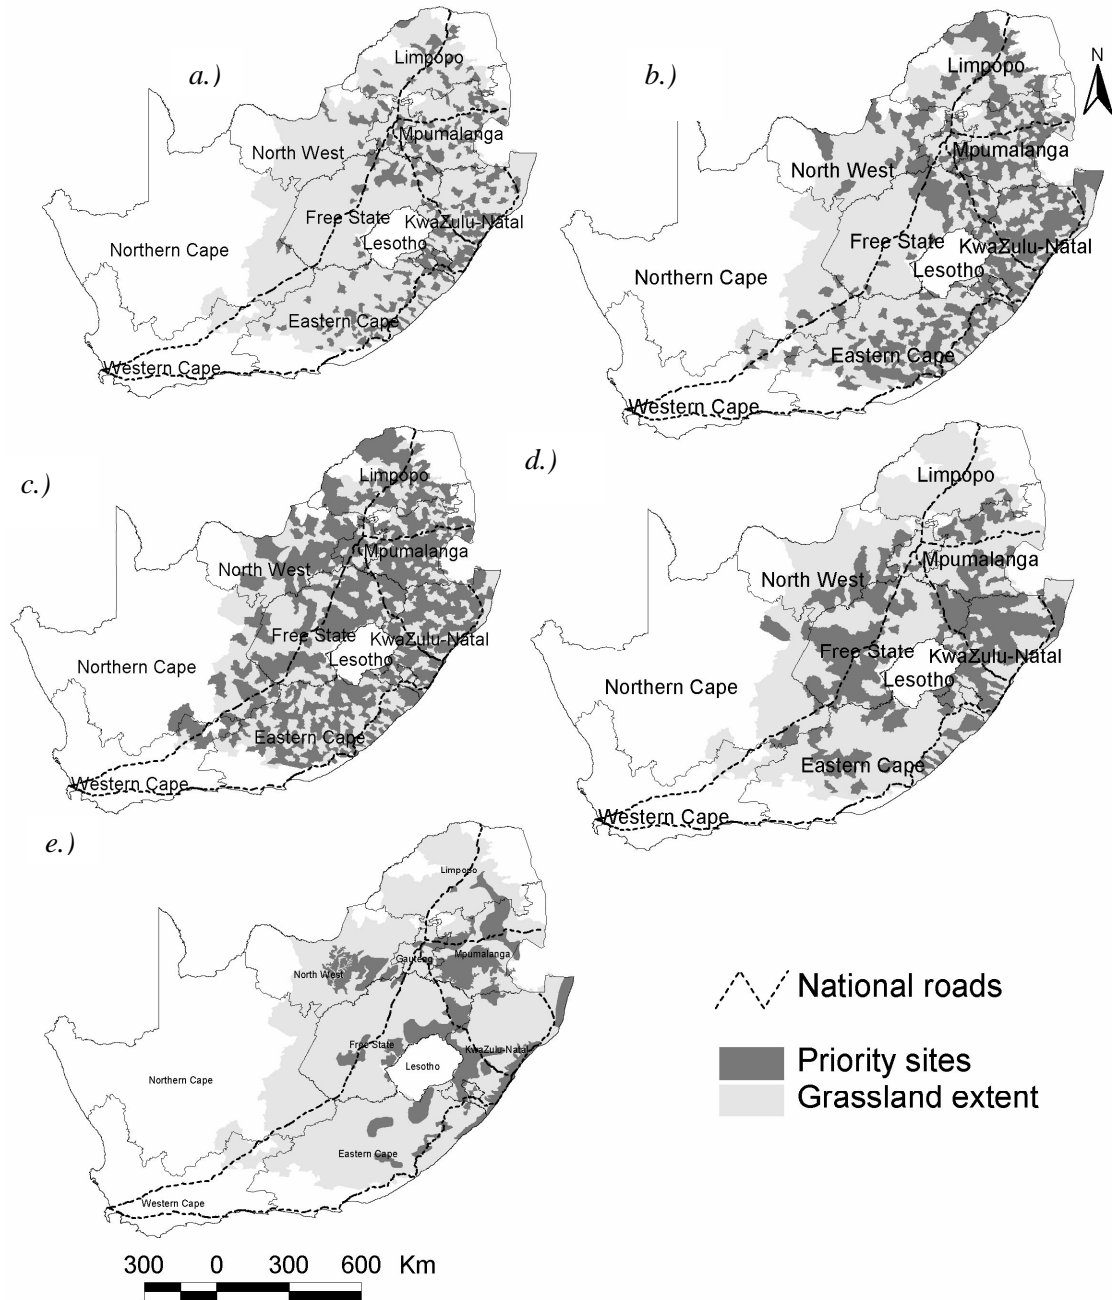 a.)
Limpopo
Mpumalanga
North West
Free State
KwaZulu-Natal
Lesotho
Northern Cape
Eastern Cape
Western Cape
b.)
N
Limpopo
Mpumalanga
North West
Free State
KwaZulu-Natal
Lesotho
Northern Cape
Eastern Cape
Western Cape
c.)
Limpopo
Mpumalanga
North West
Free State
KwaZulu-Natal
Lesotho
Northern Cape
Eastern Cape
Western Cape
d.)
Limpopo
Mpumalanga
North West
Free State
KwaZulu-Natal
Lesotho
Northern Cape
Eastern Cape
Western Cape
e.)
Limpopo
Gauteng
Mpumalanga
North West
Free State
KwaZulu-Natal
Lesotho
Northern Cape
Eastern Cape
Western Cape
National roads
Priority sites
Grassland extent
300 0 300 600 Km